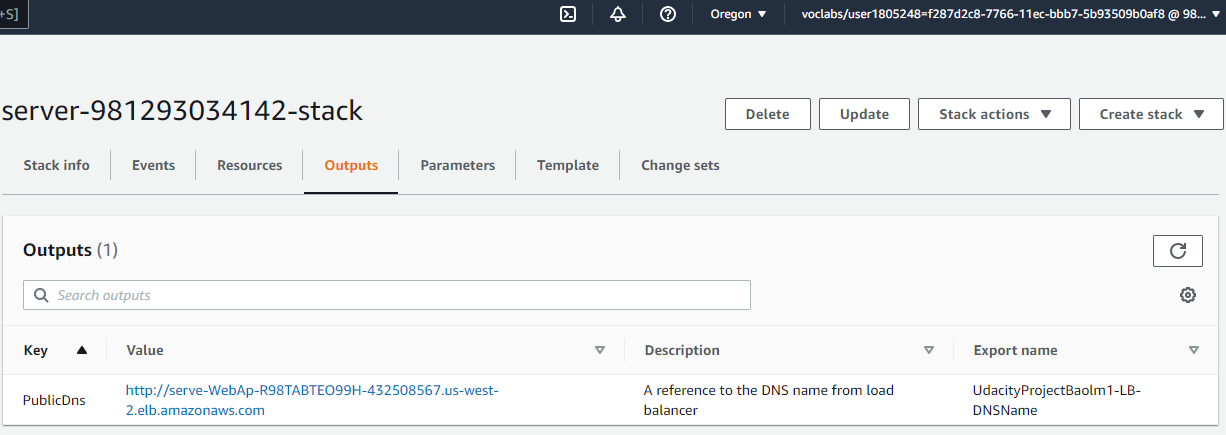 +S]
Oregon
voclabs/user1805248=f287d2c8-7766-11ec-bbb7-5b93509b0af8 @ 98...
server-981293034142-stack
Delete
Update
Stack actions
Create stack
Stack info
Events
Resources
Outputs
Parameters
Template
Change sets
Outputs (1)
Search outputs
Key
Value
Description
Export name
PublicDns
http://serve-WebAp-R98TABTEO99H-432508567.us-west-
2.elb.amazonaws.com
A reference to the DNS name from load
balancer
UdacityProjectBaolm1-LB-
DNSName